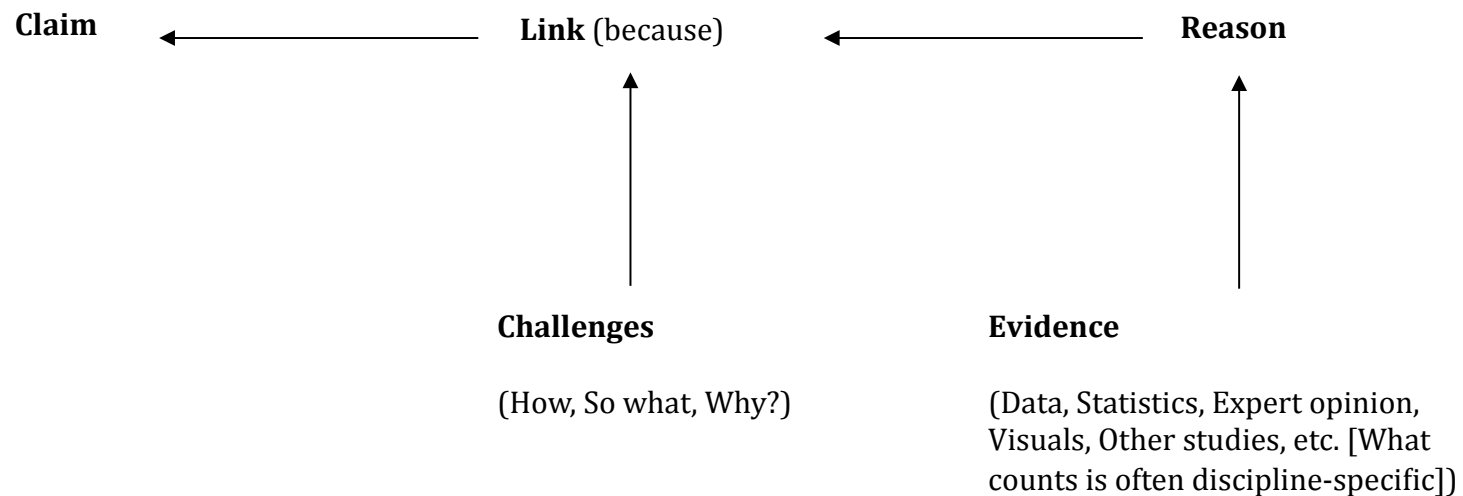 Claim
Link (because)
Reason
Challenges
(How, So what, Why?)
Evidence
(Data, Statistics, Expert opinion,
Visuals, Other studies, etc. [What
counts is often discipline-specific])